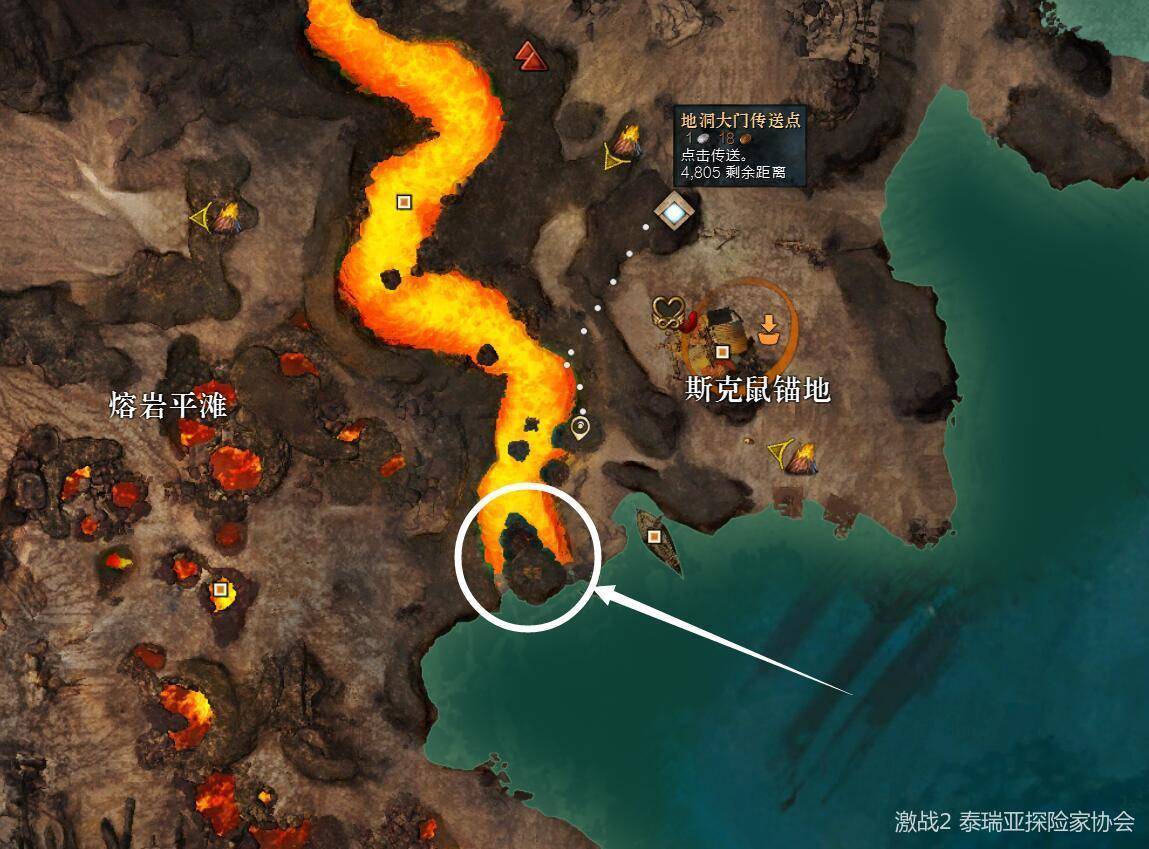 地洞大门传送点
1 18
点击传送。
4,805 剩余距离
熔岩平滩
斯克鼠锚地
激战2 泰瑞亚探险家协会